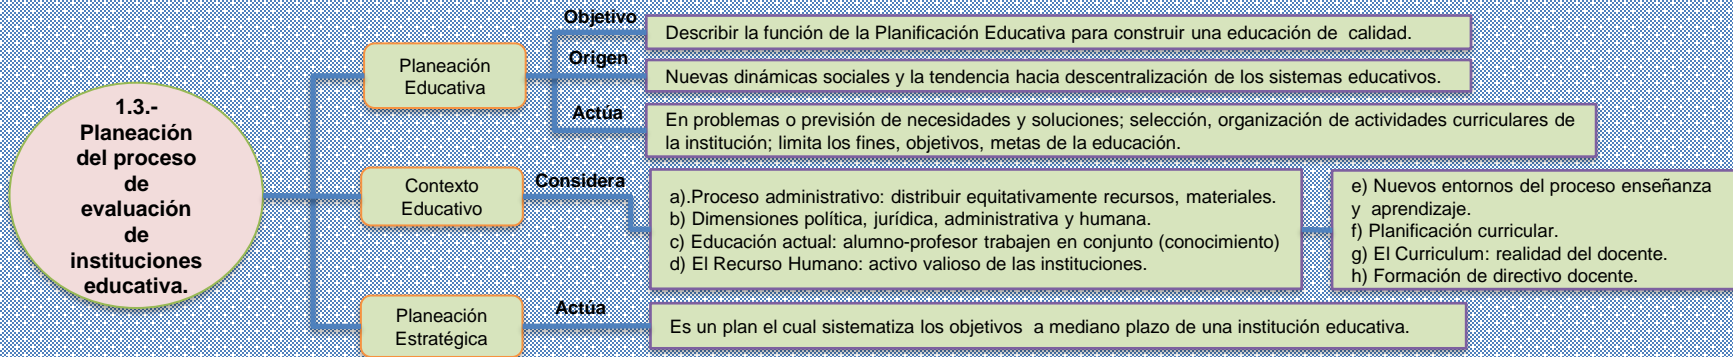 1.3.-
Planeación
del proceso
de
evaluación
de
instituciones
educativa.
Planeación
Educativa
Objetivo
Describir la función de la Planificación Educativa para construir una educación de calidad.
Origen
Nuevas dinámicas sociales y la tendencia hacia descentralización de los sistemas educativos.
Actúa
En problemas o previsión de necesidades y soluciones; selección, organización de actividades curriculares de
la institución; limita los fines, objetivos, metas de la educación.
Contexto
Educativo
Considera
a).Proceso administrativo: distribuir equitativamente recursos, materiales.
b) Dimensiones política, jurídica, administrativa y humana.
c) Educación actual: alumno-profesor trabajen en conjunto (conocimiento)
d) El Recurso Humano: activo valioso de las instituciones.
e) Nuevos entornos del proceso enseñanza
y aprendizaje.
f) Planificación curricular.
g) El Curriculum: realidad del docente.
h) Formación de directivo docente.
Planeación
Estratégica
Actúa
Es un plan el cual sistematiza los objetivos a mediano plazo de una institución educativa.